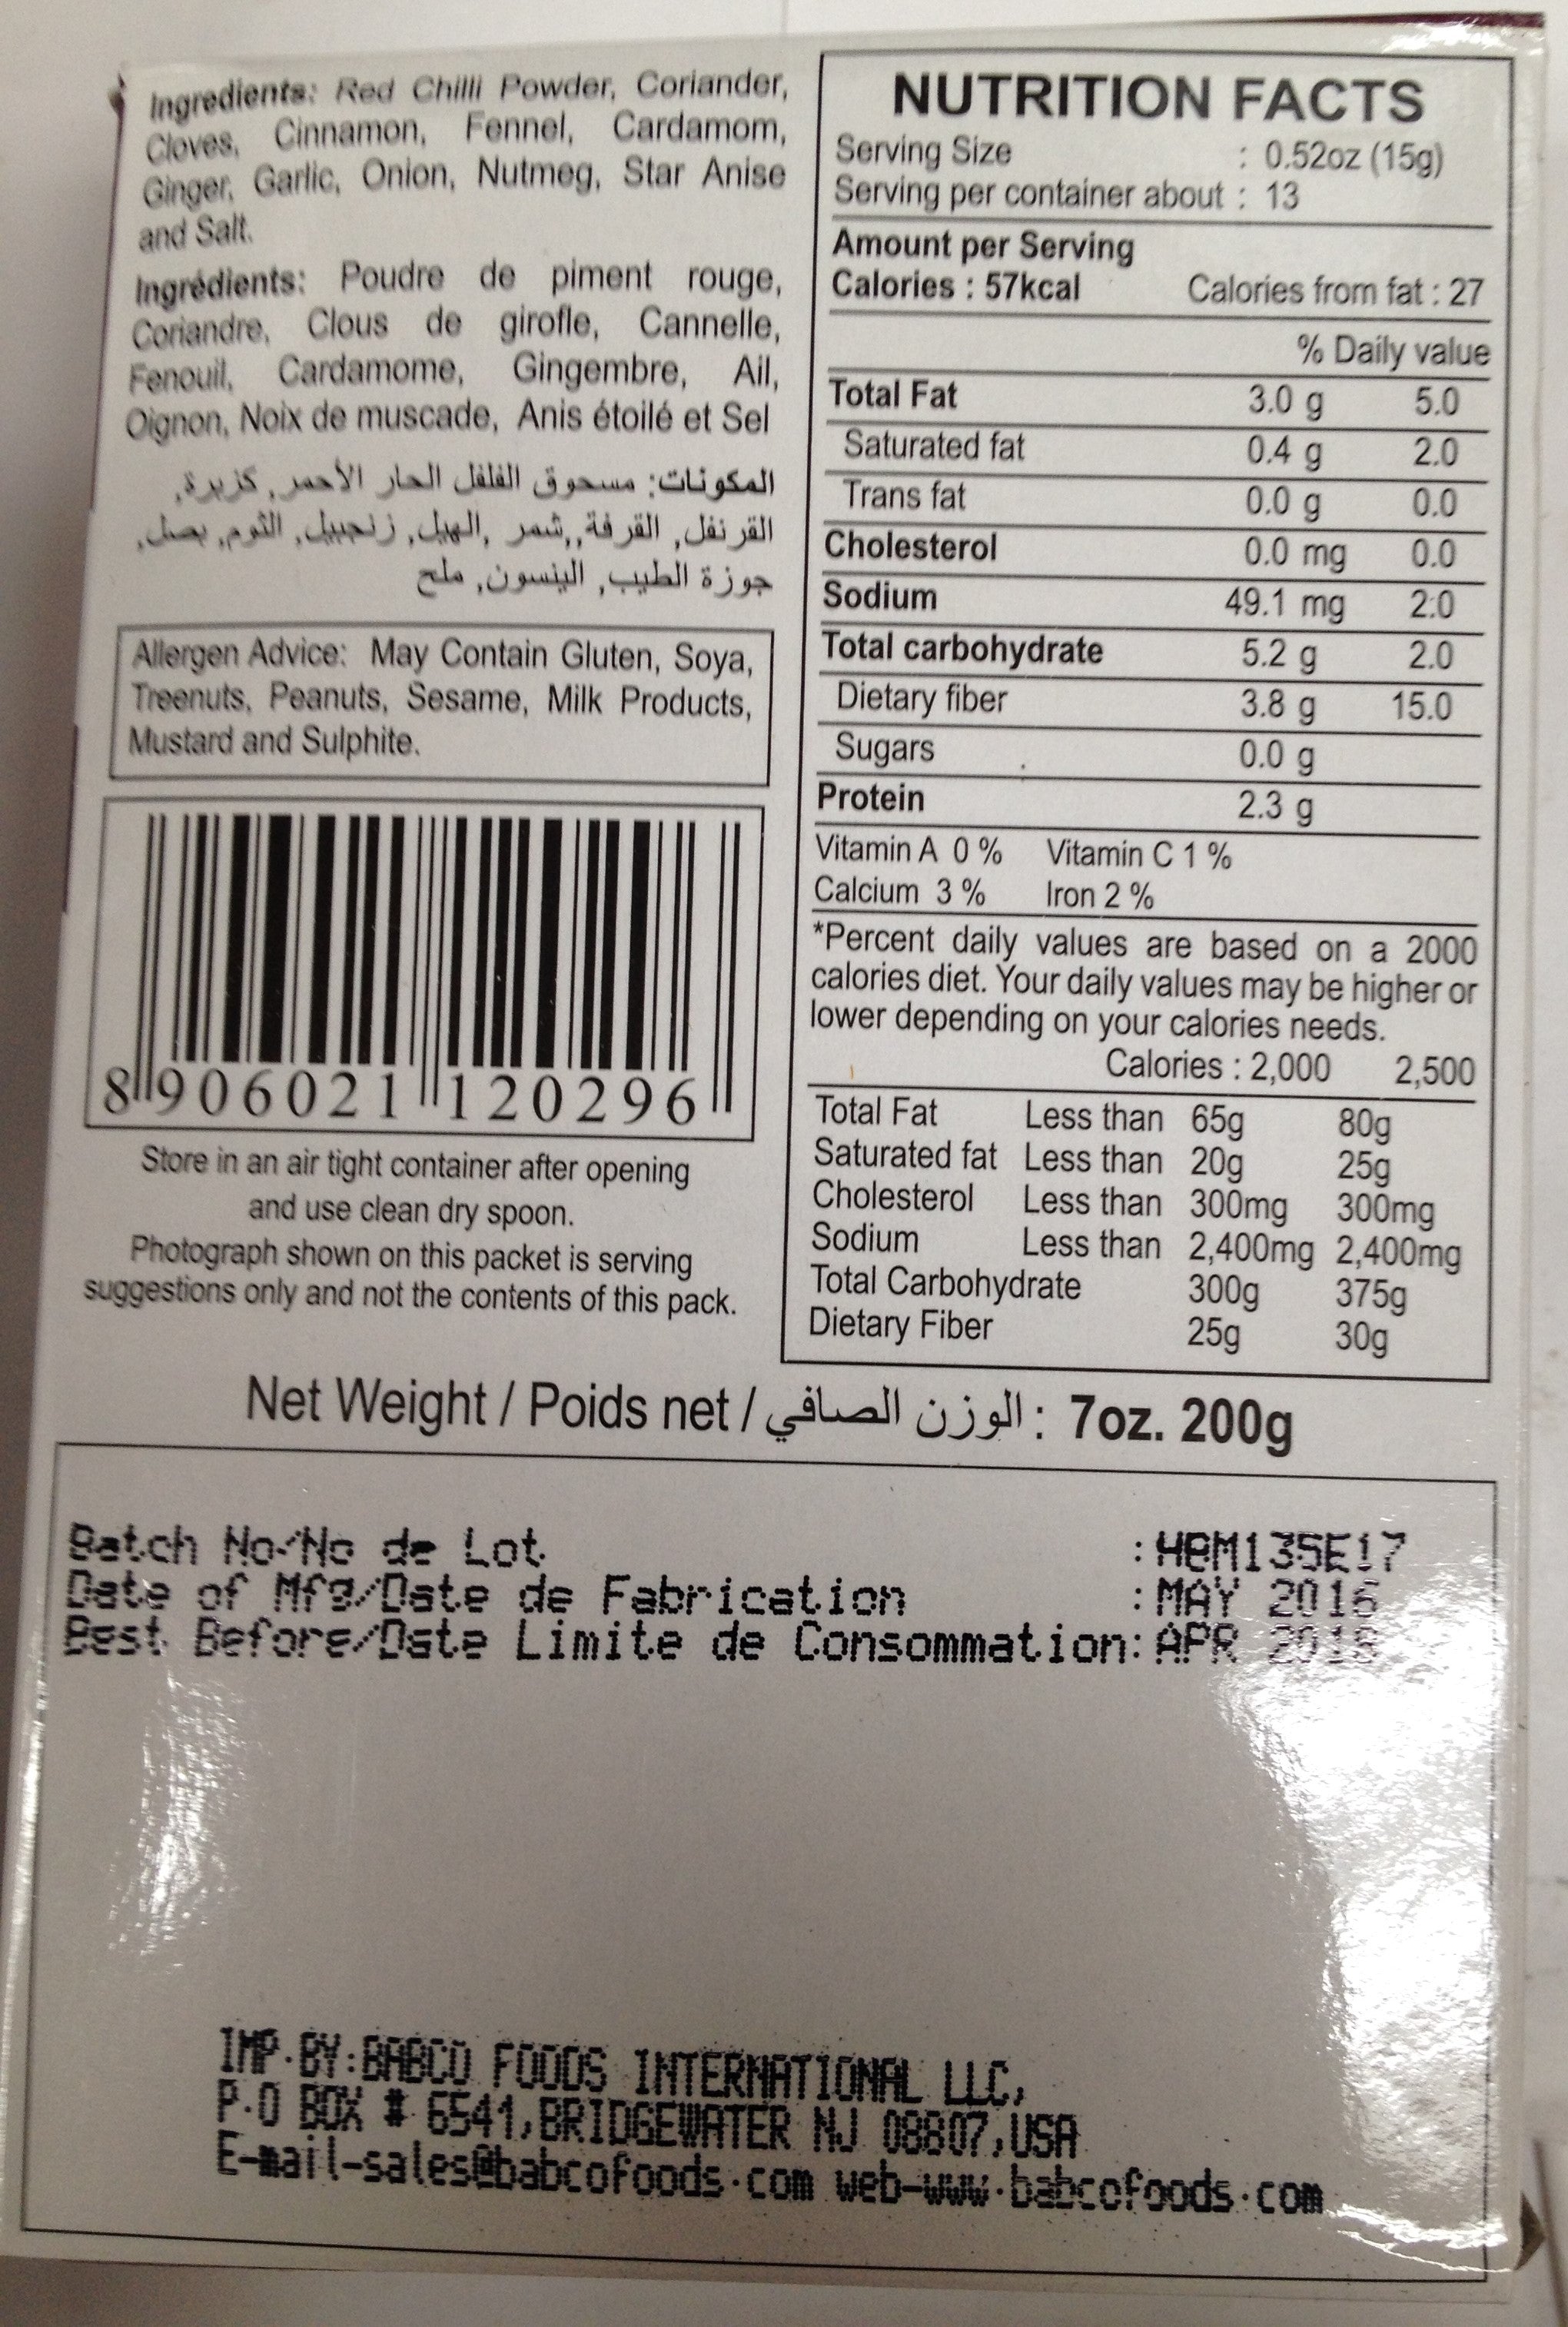 Ingredients: Red Chilli Powder, Coriander,
Cloves, Cinnamon, Fennel, Cardamom,
Ginger, Garlic, Onion, Nutmeg, Star Anise
and Salt.
Ingrédients: Poudre de piment rouge,
Coriandre, Clous de girofle, Cannelle,
Fenouil, Cardamome, Gingembre, Ail,
Oignon, Noix de muscade, Anis étoilé et Sel
المكونات: مسحوق الفلفل الحار الأحمر, كزبرة,
القرنفل, القرفة,,شمر ,الهيل, زنجبيل, الثوم, بصل,
جوزة الطيب, الينسون, ملح
Allergen Advice: May Contain Gluten, Soya,
Treenuts, Peanuts, Sesame, Milk Products,
Mustard and Sulphite.
8 906021 120296
Store in an air tight container after opening
and use clean dry spoon.
Photograph shown on this packet is serving
suggestions only and not the contents of this pack.
NUTRITION FACTS
Serving Size : 0.52oz (15g)
Serving per container about : 13
Amount per Serving
Calories : 57kcal Calories from fat : 27
% Daily value
Total Fat 3.0 g 5.0
Saturated fat 0.4 g 2.0
Trans fat 0.0 g 0.0
Cholesterol 0.0 mg 0.0
Sodium 49.1 mg 2.0
Total carbohydrate 5.2 g 2.0
Dietary fiber 3.8 g 15.0
Sugars 0.0 g
Protein 2.3 g
Vitamin A 0 % Vitamin C 1 %
Calcium 3 % Iron 2 %
*Percent daily values are based on a 2000
calories diet. Your daily values may be higher or
lower depending on your calories needs.
Calories : 2,000 2,500
Total Fat Less than 65g 80g
Saturated fat Less than 20g 25g
Cholesterol Less than 300mg 300mg
Sodium Less than 2,400mg 2,400mg
Total Carbohydrate 300g 375g
Dietary Fiber 25g 30g
Net Weight / Poids net / الوزن الصافي : 7oz. 200g
Batch No/No de Lot : HBM135E17
Date of Mfg/Date de Fabrication : MAY 2016
Best Before/Date Limite de Consommation: APR 2018
IMP.BY:BABCO FOODS INTERNATIONAL LLC,
P.O BOX # 6541,BRIDGEWATER NJ 08807,USA
E-mail-sales@babcofoods.com web-www.babcofoods.com